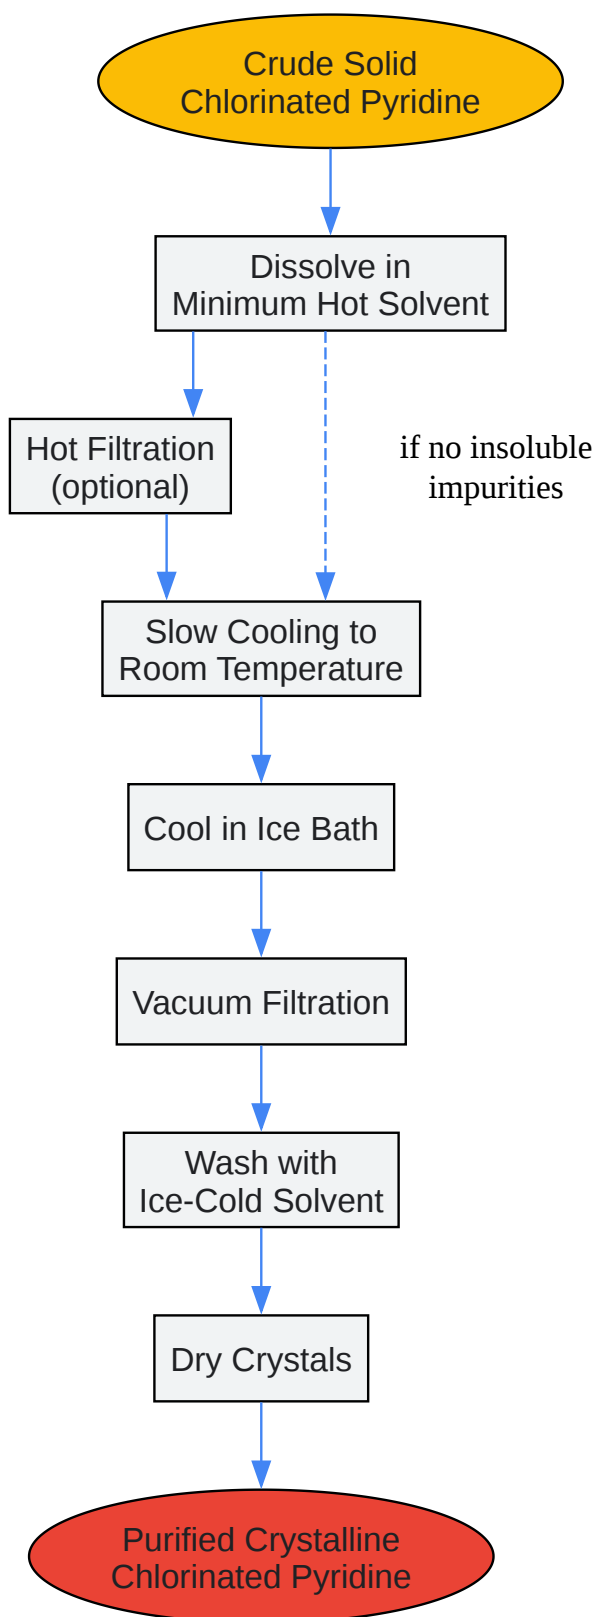 Crude Solid
Chlorinated Pyridine
Dissolve in
Minimum Hot Solvent
Hot Filtration
(optional)
if no insoluble
impurities
Slow Cooling to
Room Temperature
Cool in Ice Bath
Vacuum Filtration
Wash with
Ice-Cold Solvent
Dry Crystals
Purified Crystalline
Chlorinated Pyridine